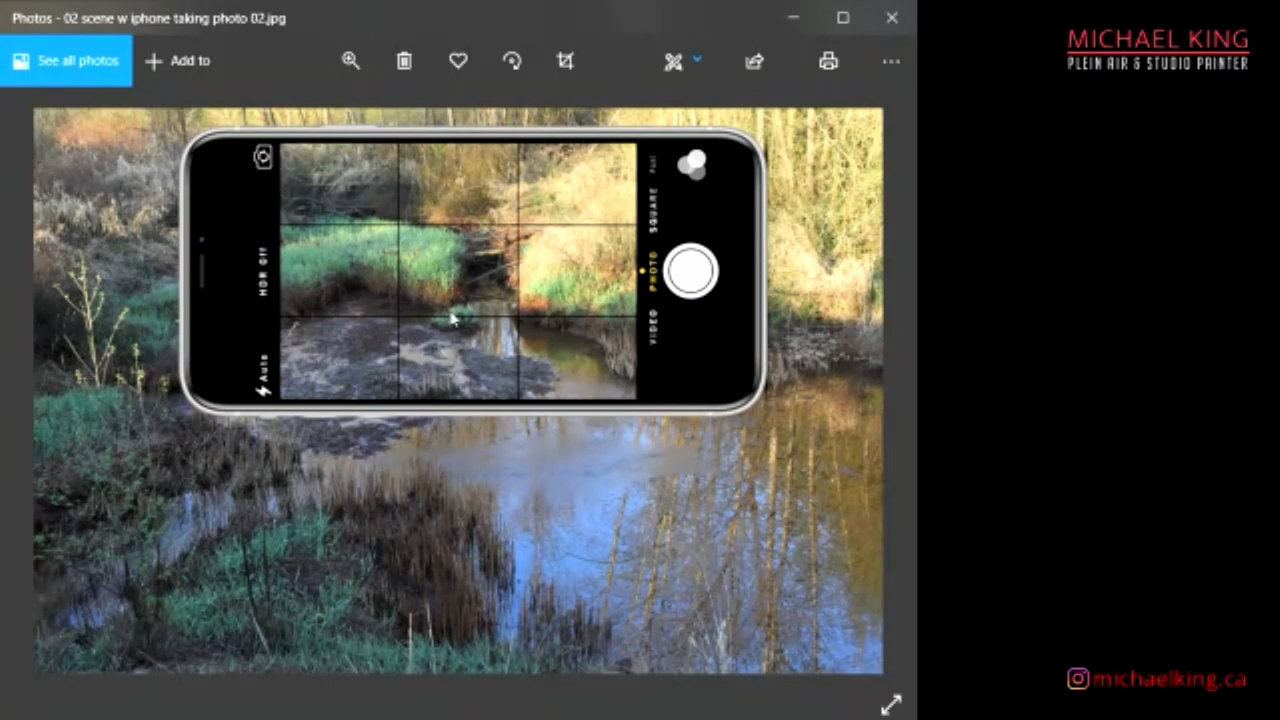 Photos - 02 scene w iphone taking photo 02.jpg
See all photos
Add to
MICHAEL KING
PLEIN AIR & STUDIO PAINTER
HDR Off
Auto
SQUARE
PHOTO
VIDEO
michaelking.ca